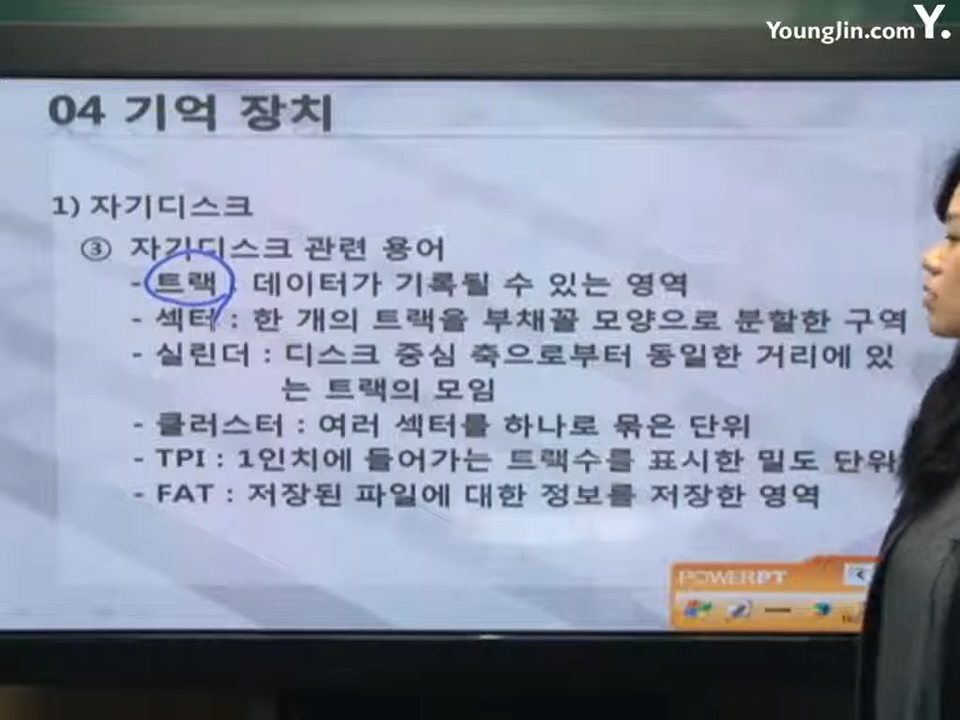 YoungJin.com Y.
04 기억 장치
1) 자기디스크
③ 자기디스크 관련 용어
- 트랙 : 데이터가 기록될 수 있는 영역
- 섹터 : 한 개의 트랙을 부채꼴 모양으로 분할한 구역
- 실린더 : 디스크 중심 축으로부터 동일한 거리에 있
는 트랙의 모임
- 클러스터 : 여러 섹터를 하나로 묶은 단위
- TPI : 1인치에 들어가는 트랙수를 표시한 밀도 단위
- FAT : 저장된 파일에 대한 정보를 저장한 영역
POWERPT